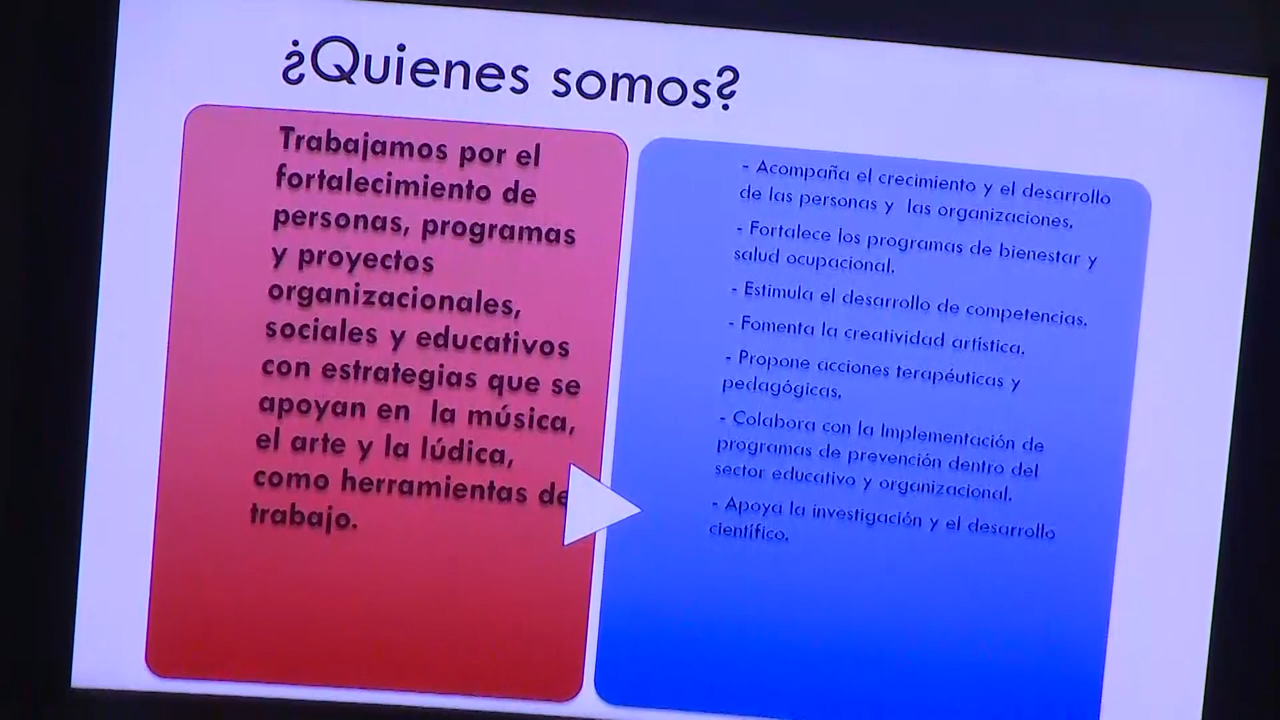 ¿Quienes somos?
Trabajamos por el
fortalecimiento de
personas, programas
y proyectos
organizacionales,
sociales y educativos
con estrategias que se
apoyan en la música,
el arte y la lúdica,
como herramientas de
trabajo.
- Acompaña el crecimiento y el desarrollo
de las personas y las organizaciones.
- Fortalece los programas de bienestar y
salud ocupacional.
- Estimula el desarrollo de competencias.
- Fomenta la creatividad artística.
- Propone acciones terapéuticas y
pedagógicas.
- Colabora con la Implementación de
programas de prevención dentro del
sector educativo y organizacional.
- Apoya la investigación y el desarrollo
científico.